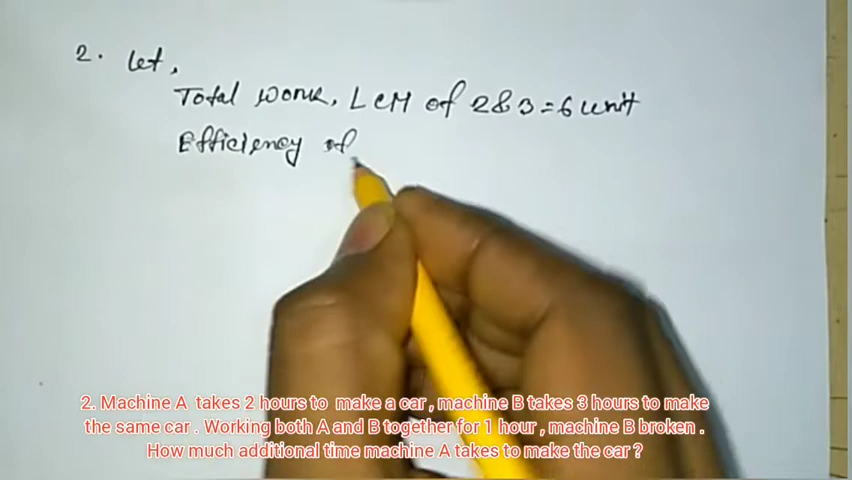 2. Let,
Total work, LCM of 2&3=6 unit
Efficiency of
2. Machine A takes 2 hours to make a car , machine B takes 3 hours to make
the same car . Working both A and B together for 1 hour , machine B broken .
How much additional time machine A takes to make the car ?